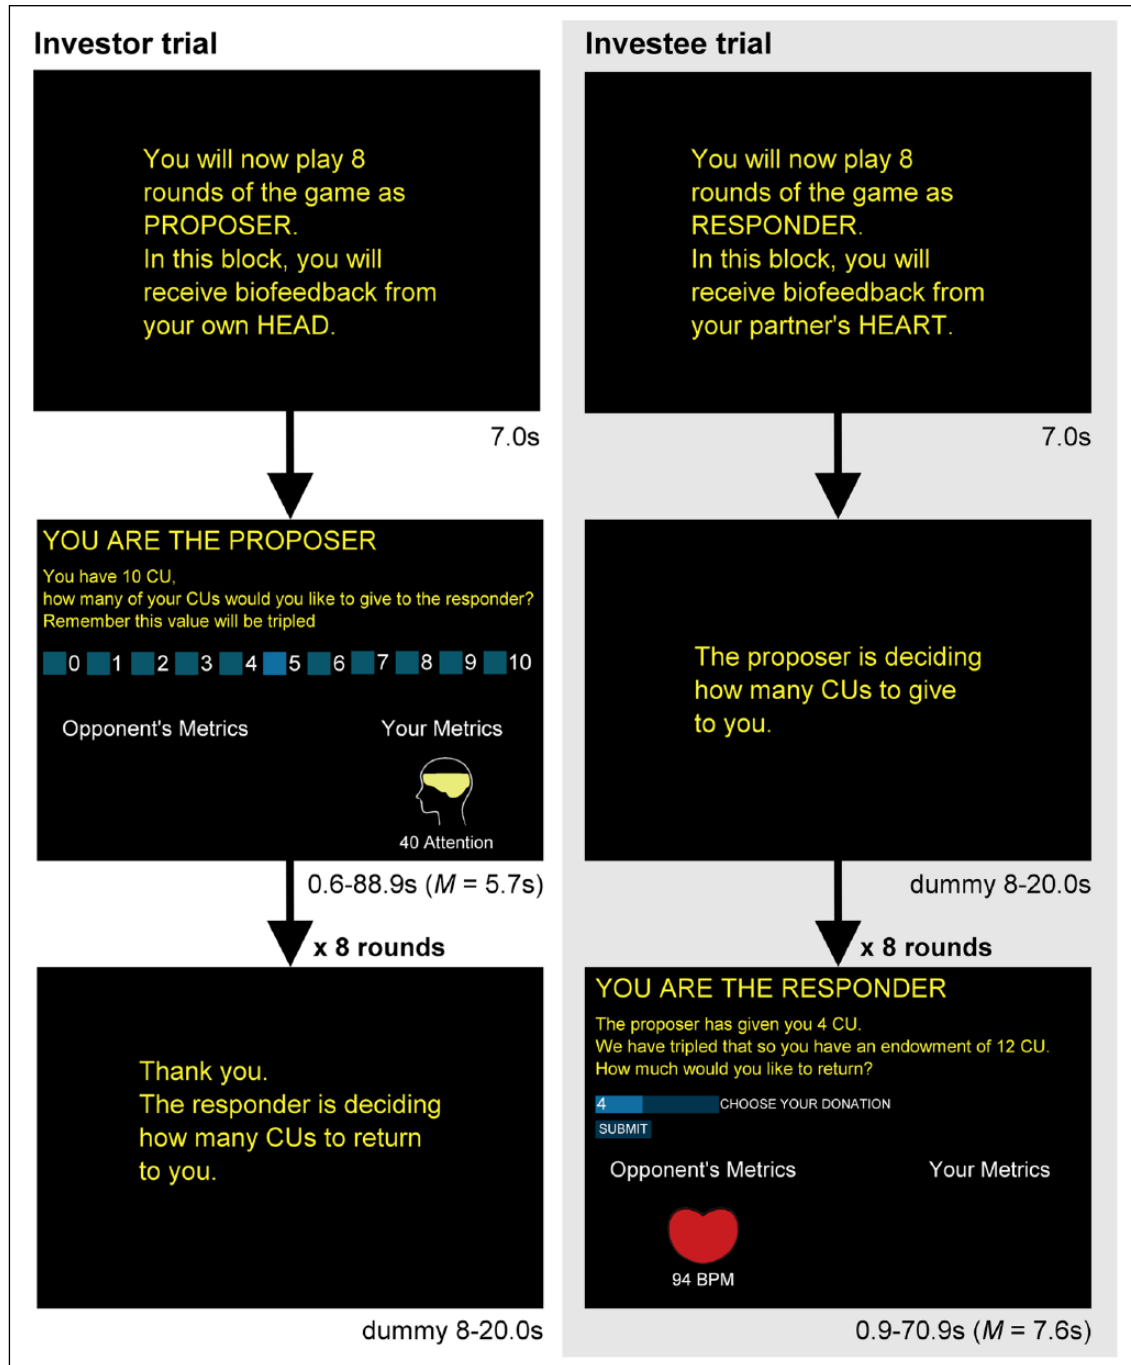 Investor trial
You will now play 8
rounds of the game as
PROPOSER.
In this block, you will
receive biofeedback from
your own HEAD.
7.0s
YOU ARE THE PROPOSER
You have 10 CU,
how many of your CUs would you like to give to the responder?
Remember this value will be tripled
0 1 2 3 4 5 6 7 8 9 10
Opponent's Metrics Your Metrics
40 Attention
0.6-88.9s (M = 5.7s)
x 8 rounds
Thank you.
The responder is deciding
how many CUs to return
to you.
dummy 8-20.0s
Investee trial
You will now play 8
rounds of the game as
RESPONDER.
In this block, you will
receive biofeedback from
your partner's HEART.
7.0s
The proposer is deciding
how many CUs to give
to you.
dummy 8-20.0s
x 8 rounds
YOU ARE THE RESPONDER
The proposer has given you 4 CU.
We have tripled that so you have an endowment of 12 CU.
How much would you like to return?
4 CHOOSE YOUR DONATION
SUBMIT
Opponent's Metrics Your Metrics
94 BPM
0.9-70.9s (M = 7.6s)